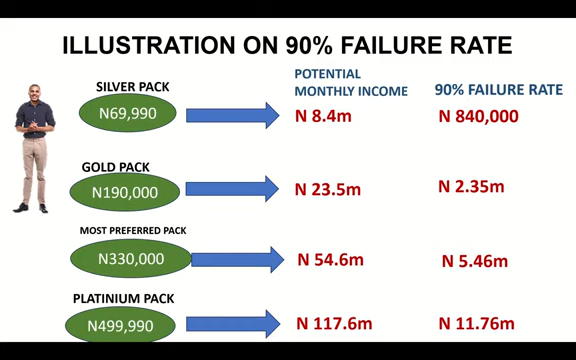 ILLUSTRATION ON 90% FAILURE RATE
POTENTIAL
MONTHLY INCOME
90% FAILURE RATE
SILVER PACK
N69,990
N 8.4m
N 840,000
GOLD PACK
N190,000
N 23.5m
N 2.35m
MOST PREFERRED PACK
N330,000
N 54.6m
N 5.46m
PLATINIUM PACK
N499,990
N 117.6m
N 11.76m